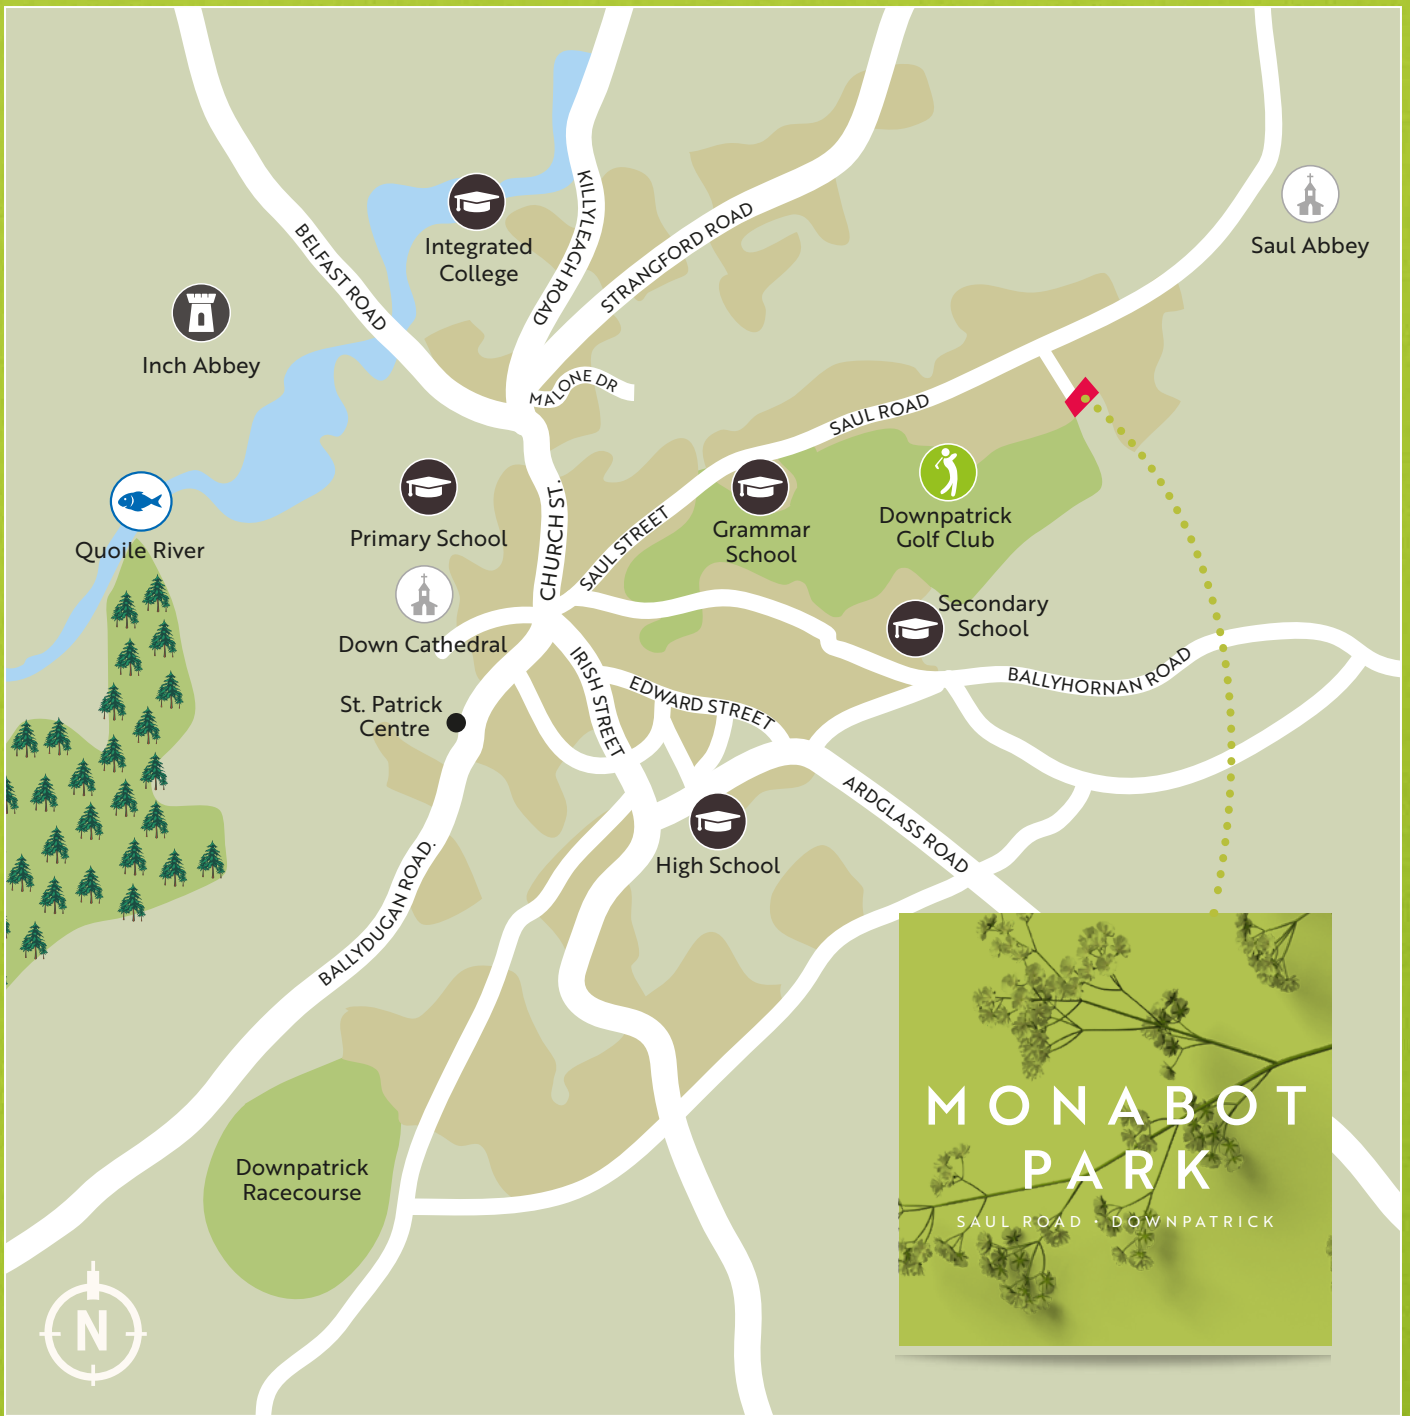 KILLYLEAGH ROAD
STRANGFORD ROAD
BELFAST ROAD
Integrated
College
Saul Abbey
Inch Abbey
MALONE DR
SAUL ROAD
Quoile River
Primary School
CHURCH ST.
SAUL STREET
Grammar
School
Downpatrick
Golf Club
Down Cathedral
Secondary
School
IRISH STREET
EDWARD STREET
BALLYHORNAN ROAD
St. Patrick
Centre
ARDGLASS ROAD
High School
BALLYDUGAN ROAD.
Downpatrick
Racecourse
MONABOT
PARK
SAUL ROAD · DOWNPATRICK
N